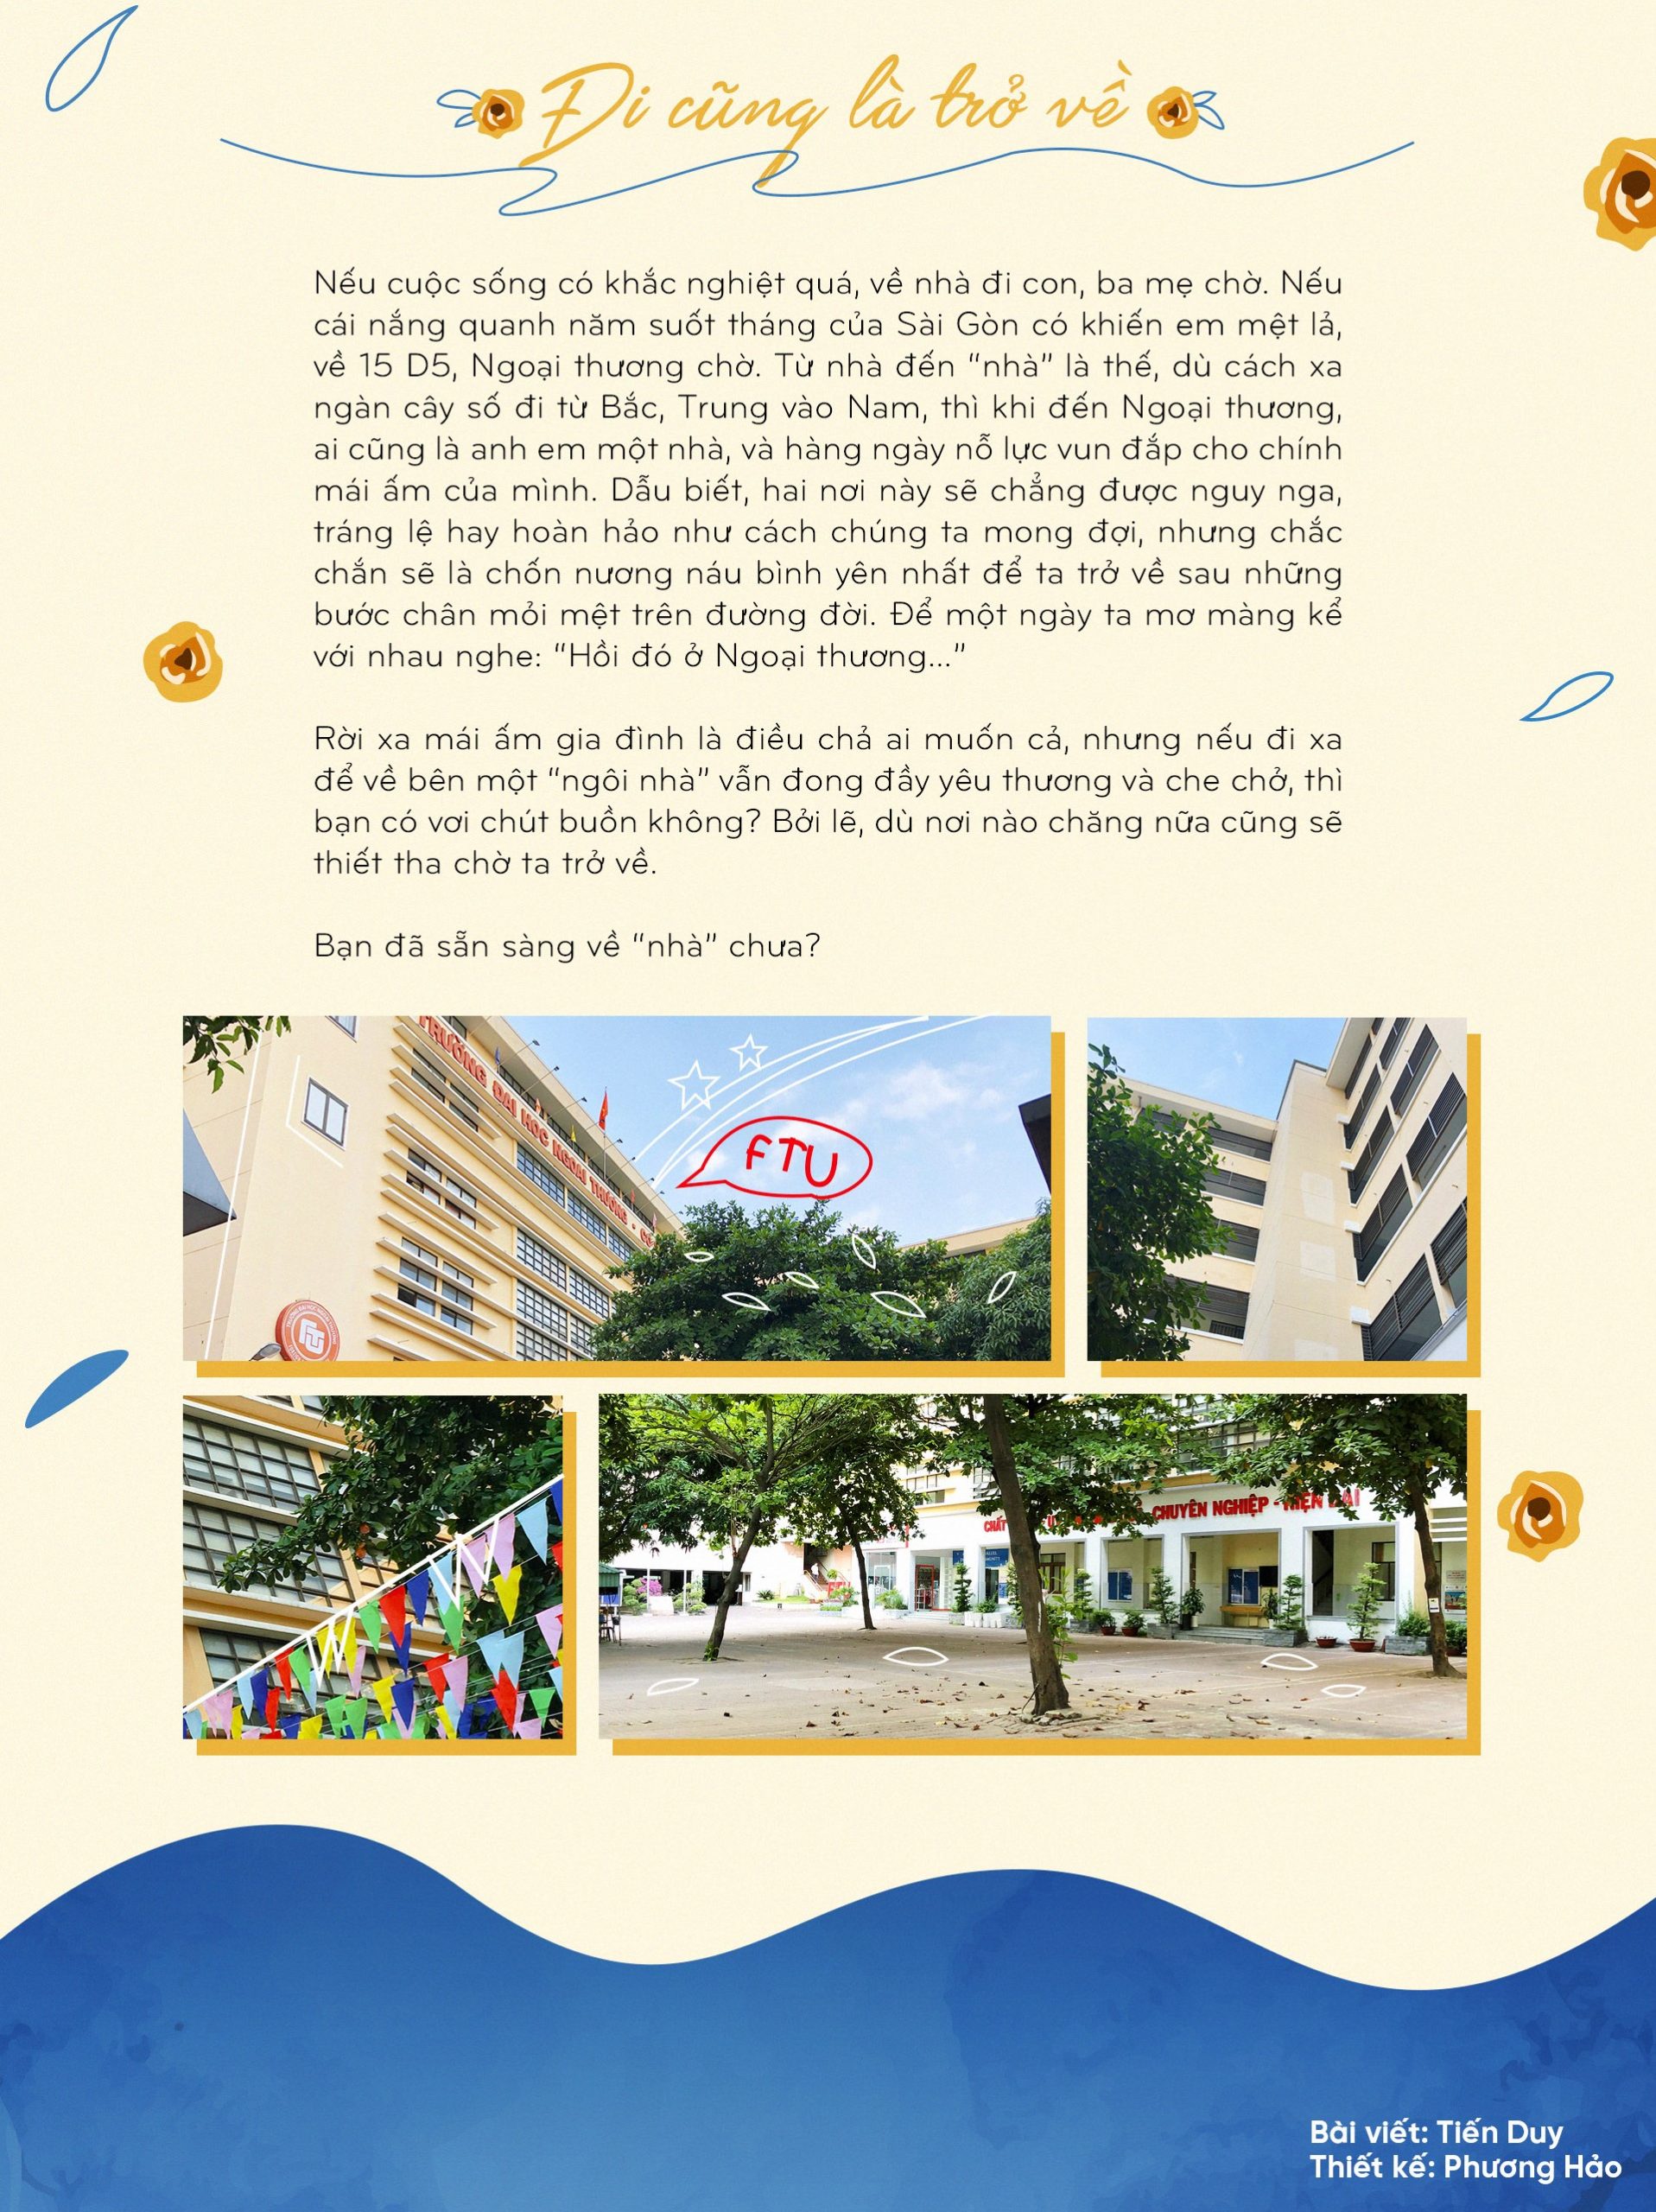 Đi cũng là trở về
Nếu cuộc sống có khắc nghiệt quá, về nhà đi con, ba mẹ chờ. Nếu
cái nắng quanh năm suốt tháng của Sài Gòn có khiến em mệt lả,
về 15 D5, Ngoại thương chờ. Từ nhà đến “nhà” là thế, dù cách xa
ngàn cây số đi từ Bắc, Trung vào Nam, thì khi đến Ngoại thương,
ai cũng là anh em một nhà, và hàng ngày nỗ lực vun đắp cho chính
mái ấm của mình. Dẫu biết, hai nơi này sẽ chẳng được nguy nga,
tráng lệ hay hoàn hảo như cách chúng ta mong đợi, nhưng chắc
chắn sẽ là chốn nương náu bình yên nhất để ta trở về sau những
bước chân mỏi mệt trên đường đời. Để một ngày ta mơ màng kể
với nhau nghe: “Hồi đó ở Ngoại thương...”
Rời xa mái ấm gia đình là điều chả ai muốn cả, nhưng nếu đi xa
để về bên một “ngôi nhà” vẫn đong đầy yêu thương và che chở, thì
bạn có vơi chút buồn không? Bởi lẽ, dù nơi nào chăng nữa cũng sẽ
thiết tha chờ ta trở về.
Bạn đã sẵn sàng về “nhà” chưa?
TRƯỜNG ĐẠI HỌC NGOẠI THƯƠNG - CƠ
FTU
CHUYÊN NGHIỆP -
Bài viết: Tiến Duy
Thiết kế: Phương Hảo